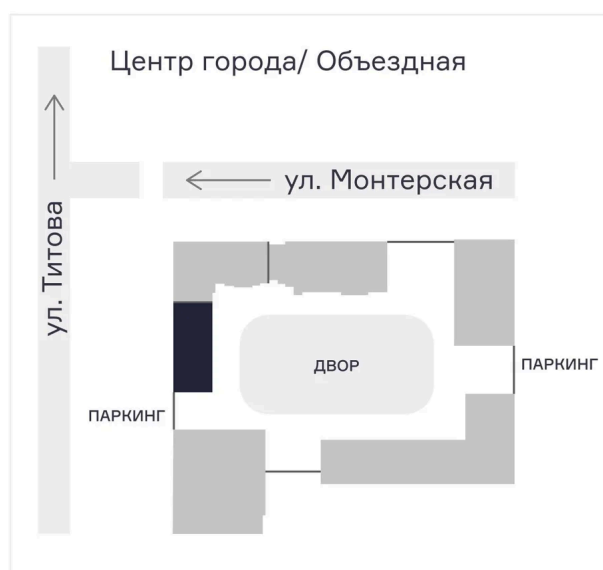 Центр города/ Объездная
ул. Монтерская
ул. Титова
ДВОР
ПАРКИНГ
ПАРКИНГ